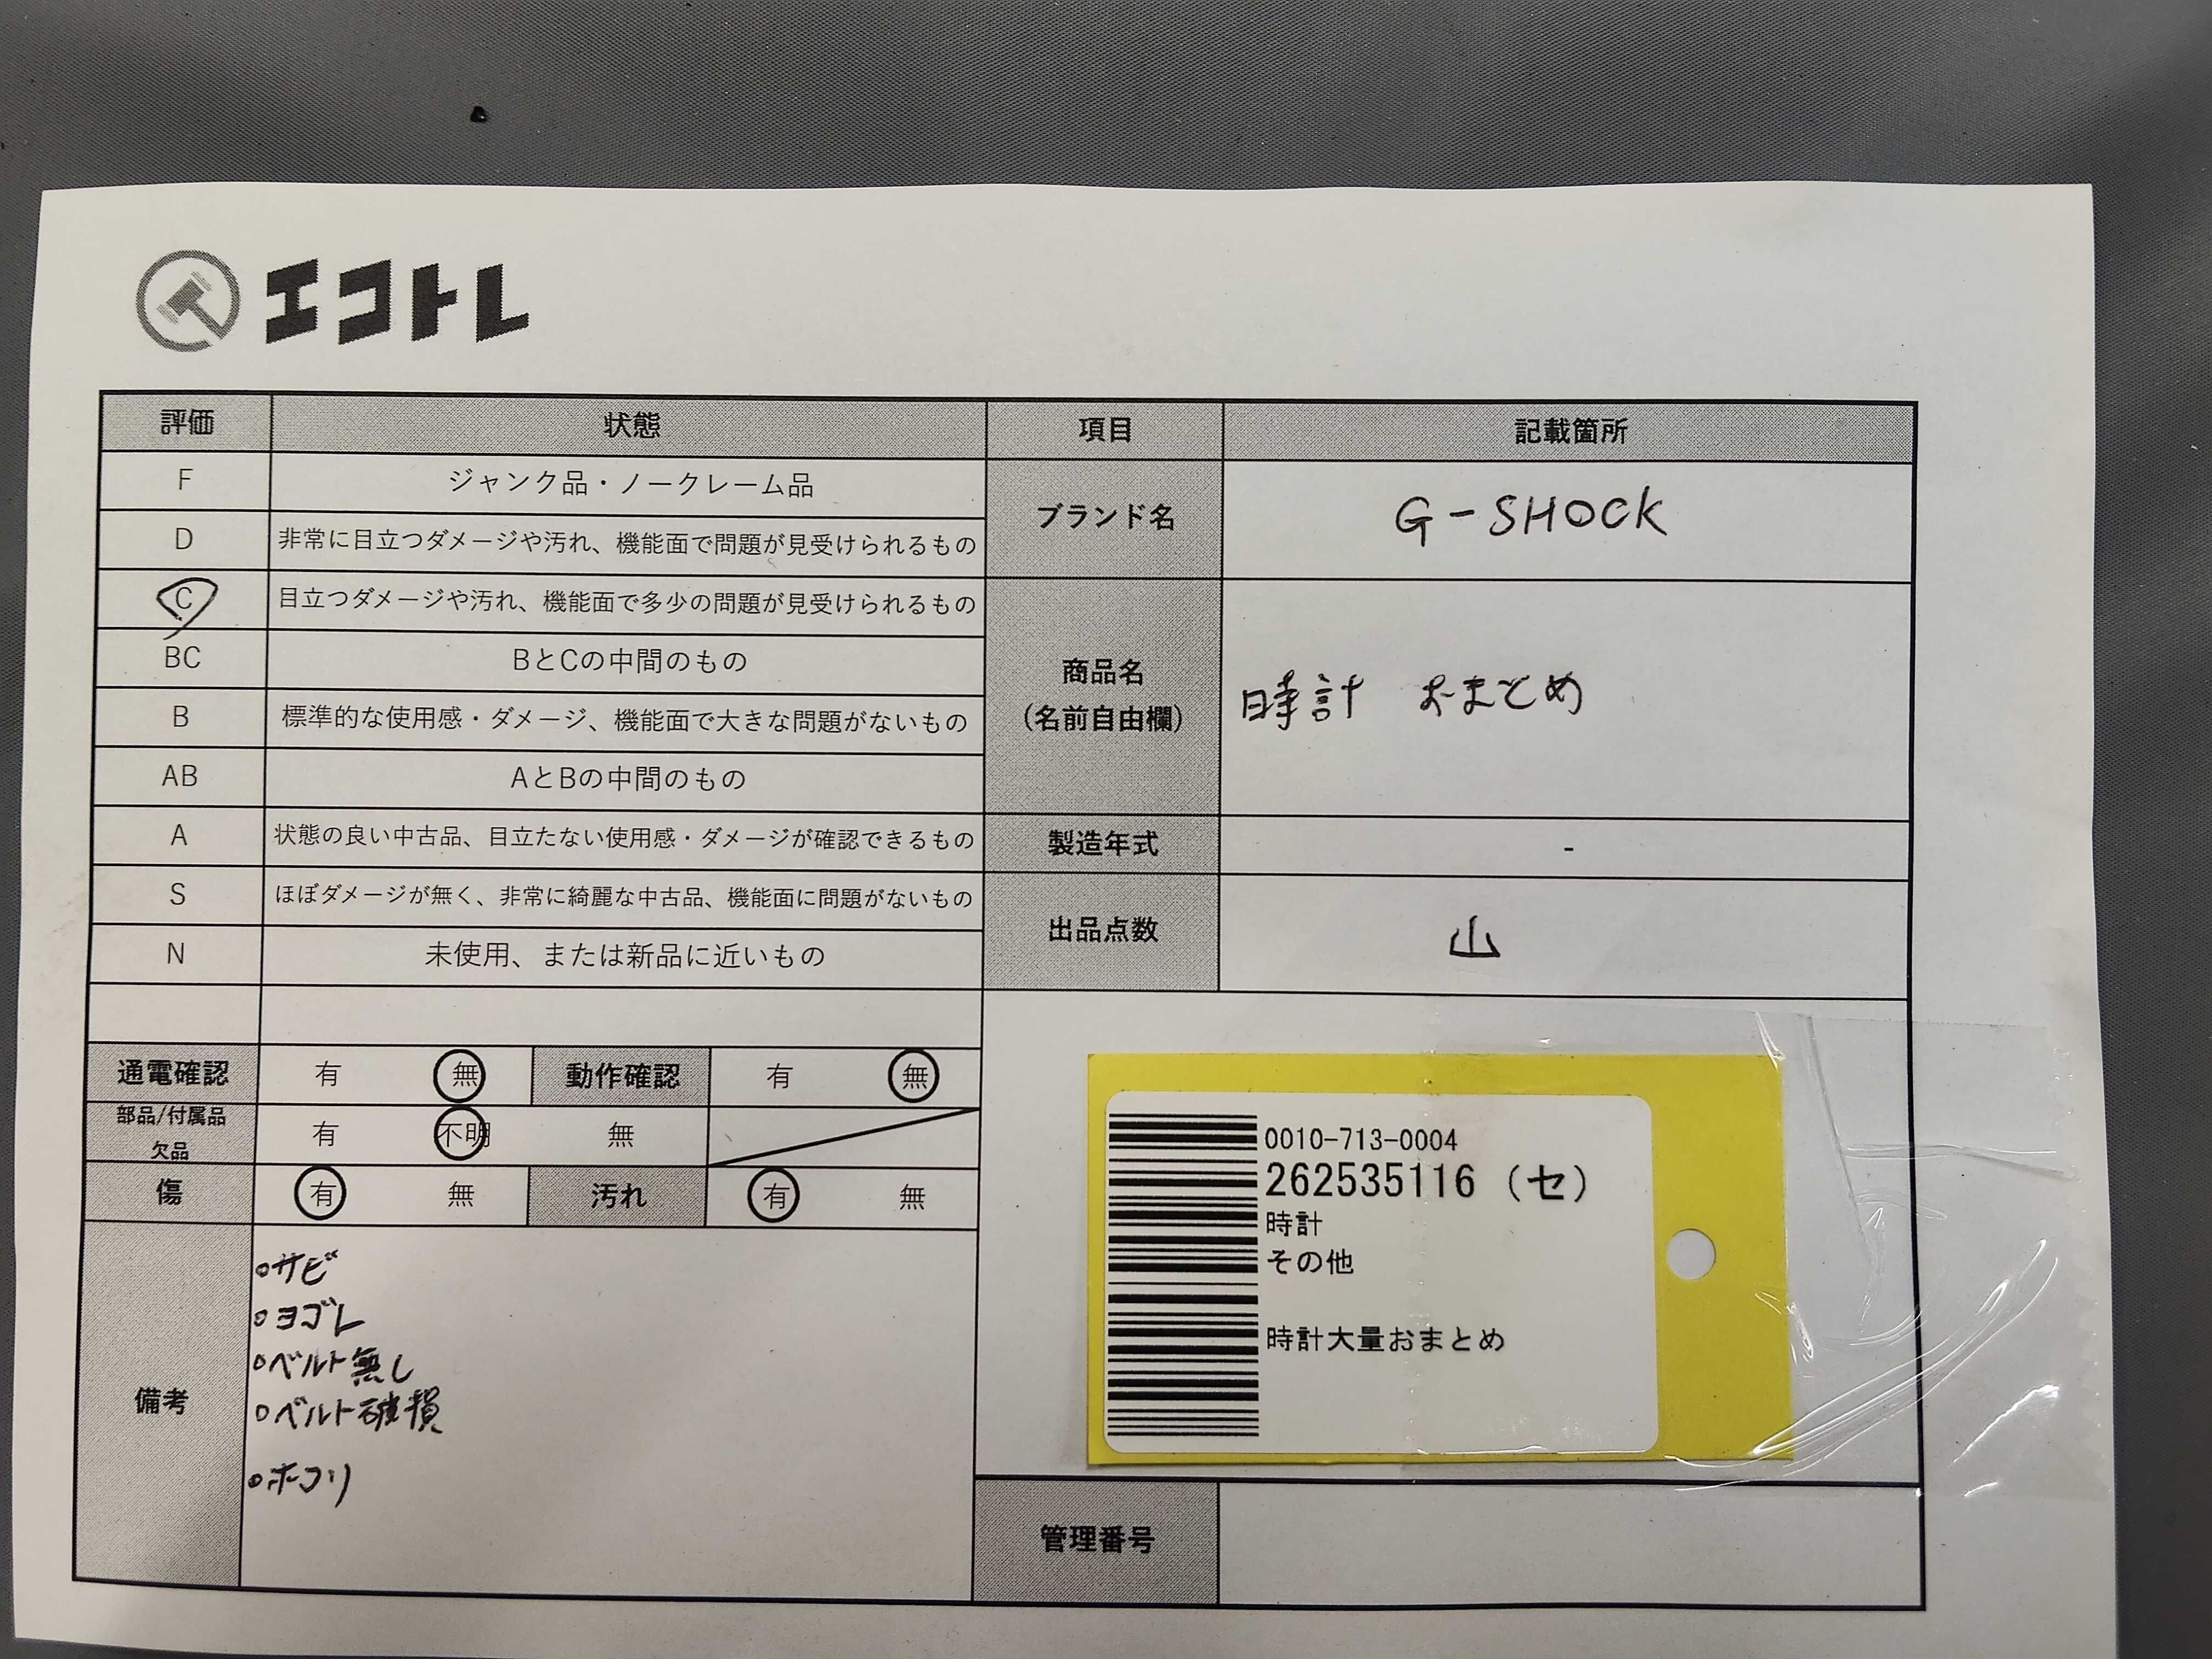 エコトレ
評価 状態 項目 記載箇所
F ジャンク品・ノークレーム品
D 非常に目立つダメージや汚れ、機能面で問題が見受けられるもの
ブランド名 G-SHOCK
C 目立つダメージや汚れ、機能面で多少の問題が見受けられるもの
BC BとCの中間のもの
B 標準的な使用感・ダメージ、機能面で大きな問題がないもの
商品名
(名前自由欄)
時計 おまとめ
AB AとBの中間のもの
A 状態の良い中古品、目立たない使用感・ダメージが確認できるもの
製造年式 -
S ほぼダメージが無く、非常に綺麗な中古品、機能面に問題がないもの
出品点数 山
N 未使用、または新品に近いもの
通電確認 有 無 動作確認 有 無
部品/付属品
欠品
有 不明 無
傷 有 無 汚れ 有 無
備考
サビ
ヨゴレ
ベルト無し
ベルト破損
ホコリ
0010-713-0004
262535116 (セ)
時計
その他
時計大量おまとめ
管理番号